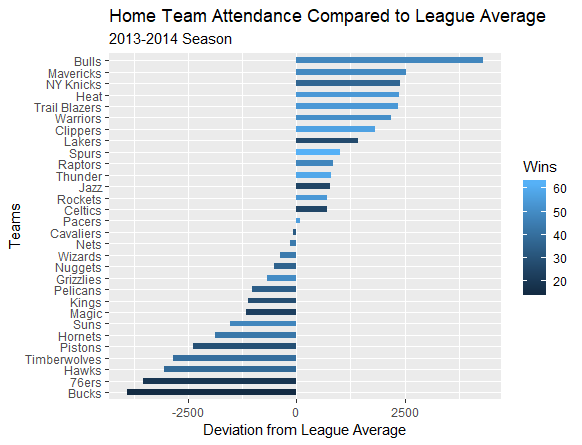 Home Team Attendance Compared to League Average
2013-2014 Season
Bulls
Mavericks
NY Knicks
Heat
Trail Blazers
Warriors
Clippers
Lakers
Spurs
Raptors
Thunder
Jazz
Rockets
Celtics
Pacers
Cavaliers
Nets
Wizards
Nuggets
Grizzlies
Pelicans
Kings
Magic
Suns
Hornets
Pistons
Timberwolves
Hawks
76ers
Bucks
Teams
-2500 0 2500
Deviation from League Average
Wins
60
50
40
30
20